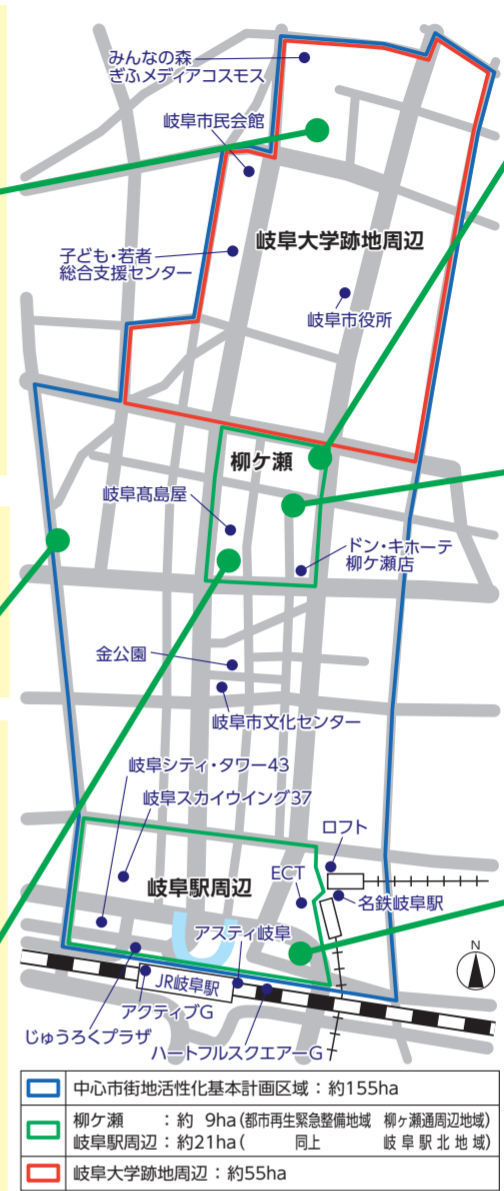 みんなの森
ぎふメディアコスモス
岐阜市民会館
子ども・若者
総合支援センター
岐阜大学跡地周辺
岐阜市役所
柳ケ瀬
岐阜髙島屋
ドン・キホーテ
柳ケ瀬店
金公園
岐阜市文化センター
岐阜シティ・タワー43
岐阜スカイウイング37
ロフト
岐阜駅周辺
ECT
名鉄岐阜駅
アスティ岐阜
N
JR岐阜駅
アクティブG
じゅうろくプラザ
ハートフルスクエアーG
中心市街地活性化基本計画区域：約155ha
柳ケ瀬　　：約　9ha(都市再生緊急整備地域　柳ケ瀬通周辺地域)
岐阜駅周辺：約21ha(　　　同上　　　岐阜駅北地域)
岐阜大学跡地周辺：約55ha